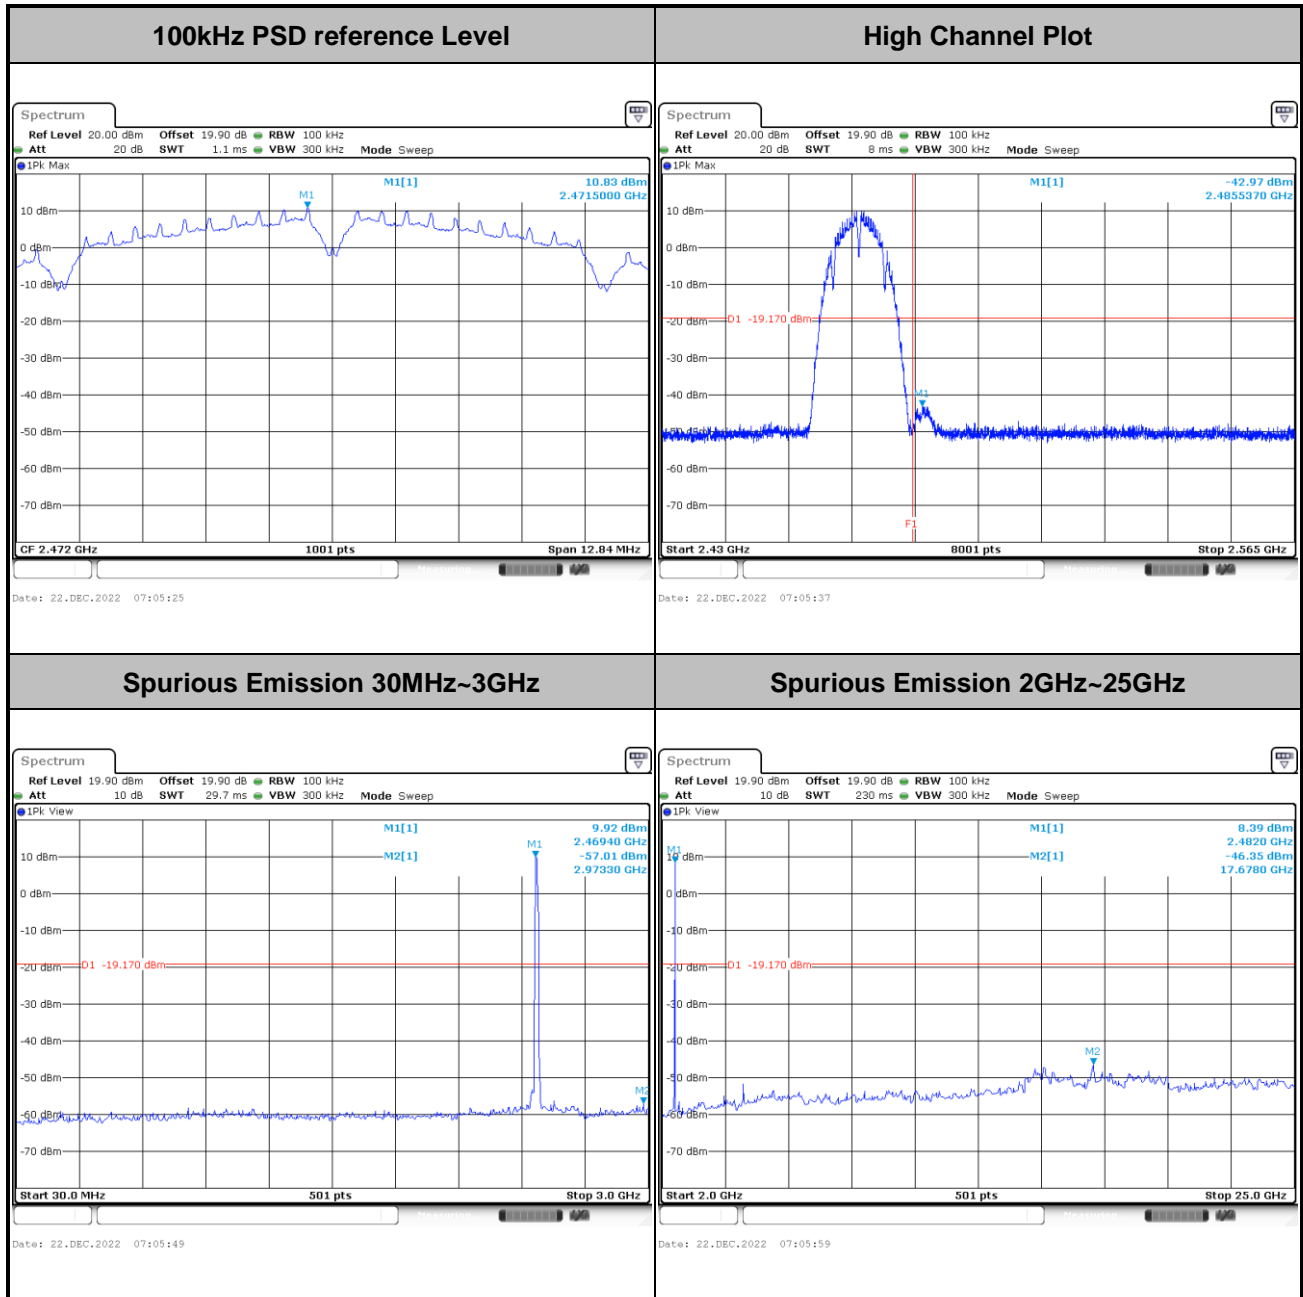 100kHz PSD reference Level
High Channel Plot
Spectrum
Ref Level 20.00 dBm Offset 19.90 dB RBW 100 kHz
Att 20 dB SWT 1.1 ms VBW 300 kHz Mode Sweep
1Pk Max
M1[1] 10.83 dBm
2.4715000 GHz
M1
10 dBm
0 dBm
-10 dBm
-20 dBm
-30 dBm
-40 dBm
-50 dBm
-60 dBm
-70 dBm
CF 2.472 GHz 1001 pts Span 12.84 MHz
Date: 22.DEC.2022 07:05:25
Spectrum
Ref Level 20.00 dBm Offset 19.90 dB RBW 100 kHz
Att 20 dB SWT 8 ms VBW 300 kHz Mode Sweep
1Pk Max
M1[1] -42.97 dBm
2.4855370 GHz
10 dBm
0 dBm
-10 dBm
-20 dBm
D1 -19.170 dBm
-30 dBm
-40 dBm
M1
-50 dBm
-60 dBm
-70 dBm
F1
Start 2.43 GHz 8001 pts Stop 2.565 GHz
Date: 22.DEC.2022 07:05:37
Spurious Emission 30MHz~3GHz
Spurious Emission 2GHz~25GHz
Spectrum
Ref Level 19.90 dBm Offset 19.90 dB RBW 100 kHz
Att 10 dB SWT 29.7 ms VBW 300 kHz Mode Sweep
1Pk View
M1[1] 9.92 dBm
2.46940 GHz
M1
M2[1] -57.01 dBm
2.97330 GHz
10 dBm
0 dBm
-10 dBm
-20 dBm
D1 -19.170 dBm
-30 dBm
-40 dBm
-50 dBm
M2
-60 dBm
-70 dBm
Start 30.0 MHz 501 pts Stop 3.0 GHz
Date: 22.DEC.2022 07:05:49
Spectrum
Ref Level 19.90 dBm Offset 19.90 dB RBW 100 kHz
Att 10 dB SWT 230 ms VBW 300 kHz Mode Sweep
1Pk View
M1[1] 8.39 dBm
2.4820 GHz
M1
M2[1] -46.35 dBm
17.6780 GHz
10 dBm
0 dBm
-10 dBm
-20 dBm
D1 -19.170 dBm
-30 dBm
-40 dBm
M2
-50 dBm
-60 dBm
-70 dBm
Start 2.0 GHz 501 pts Stop 25.0 GHz
Date: 22.DEC.2022 07:05:59